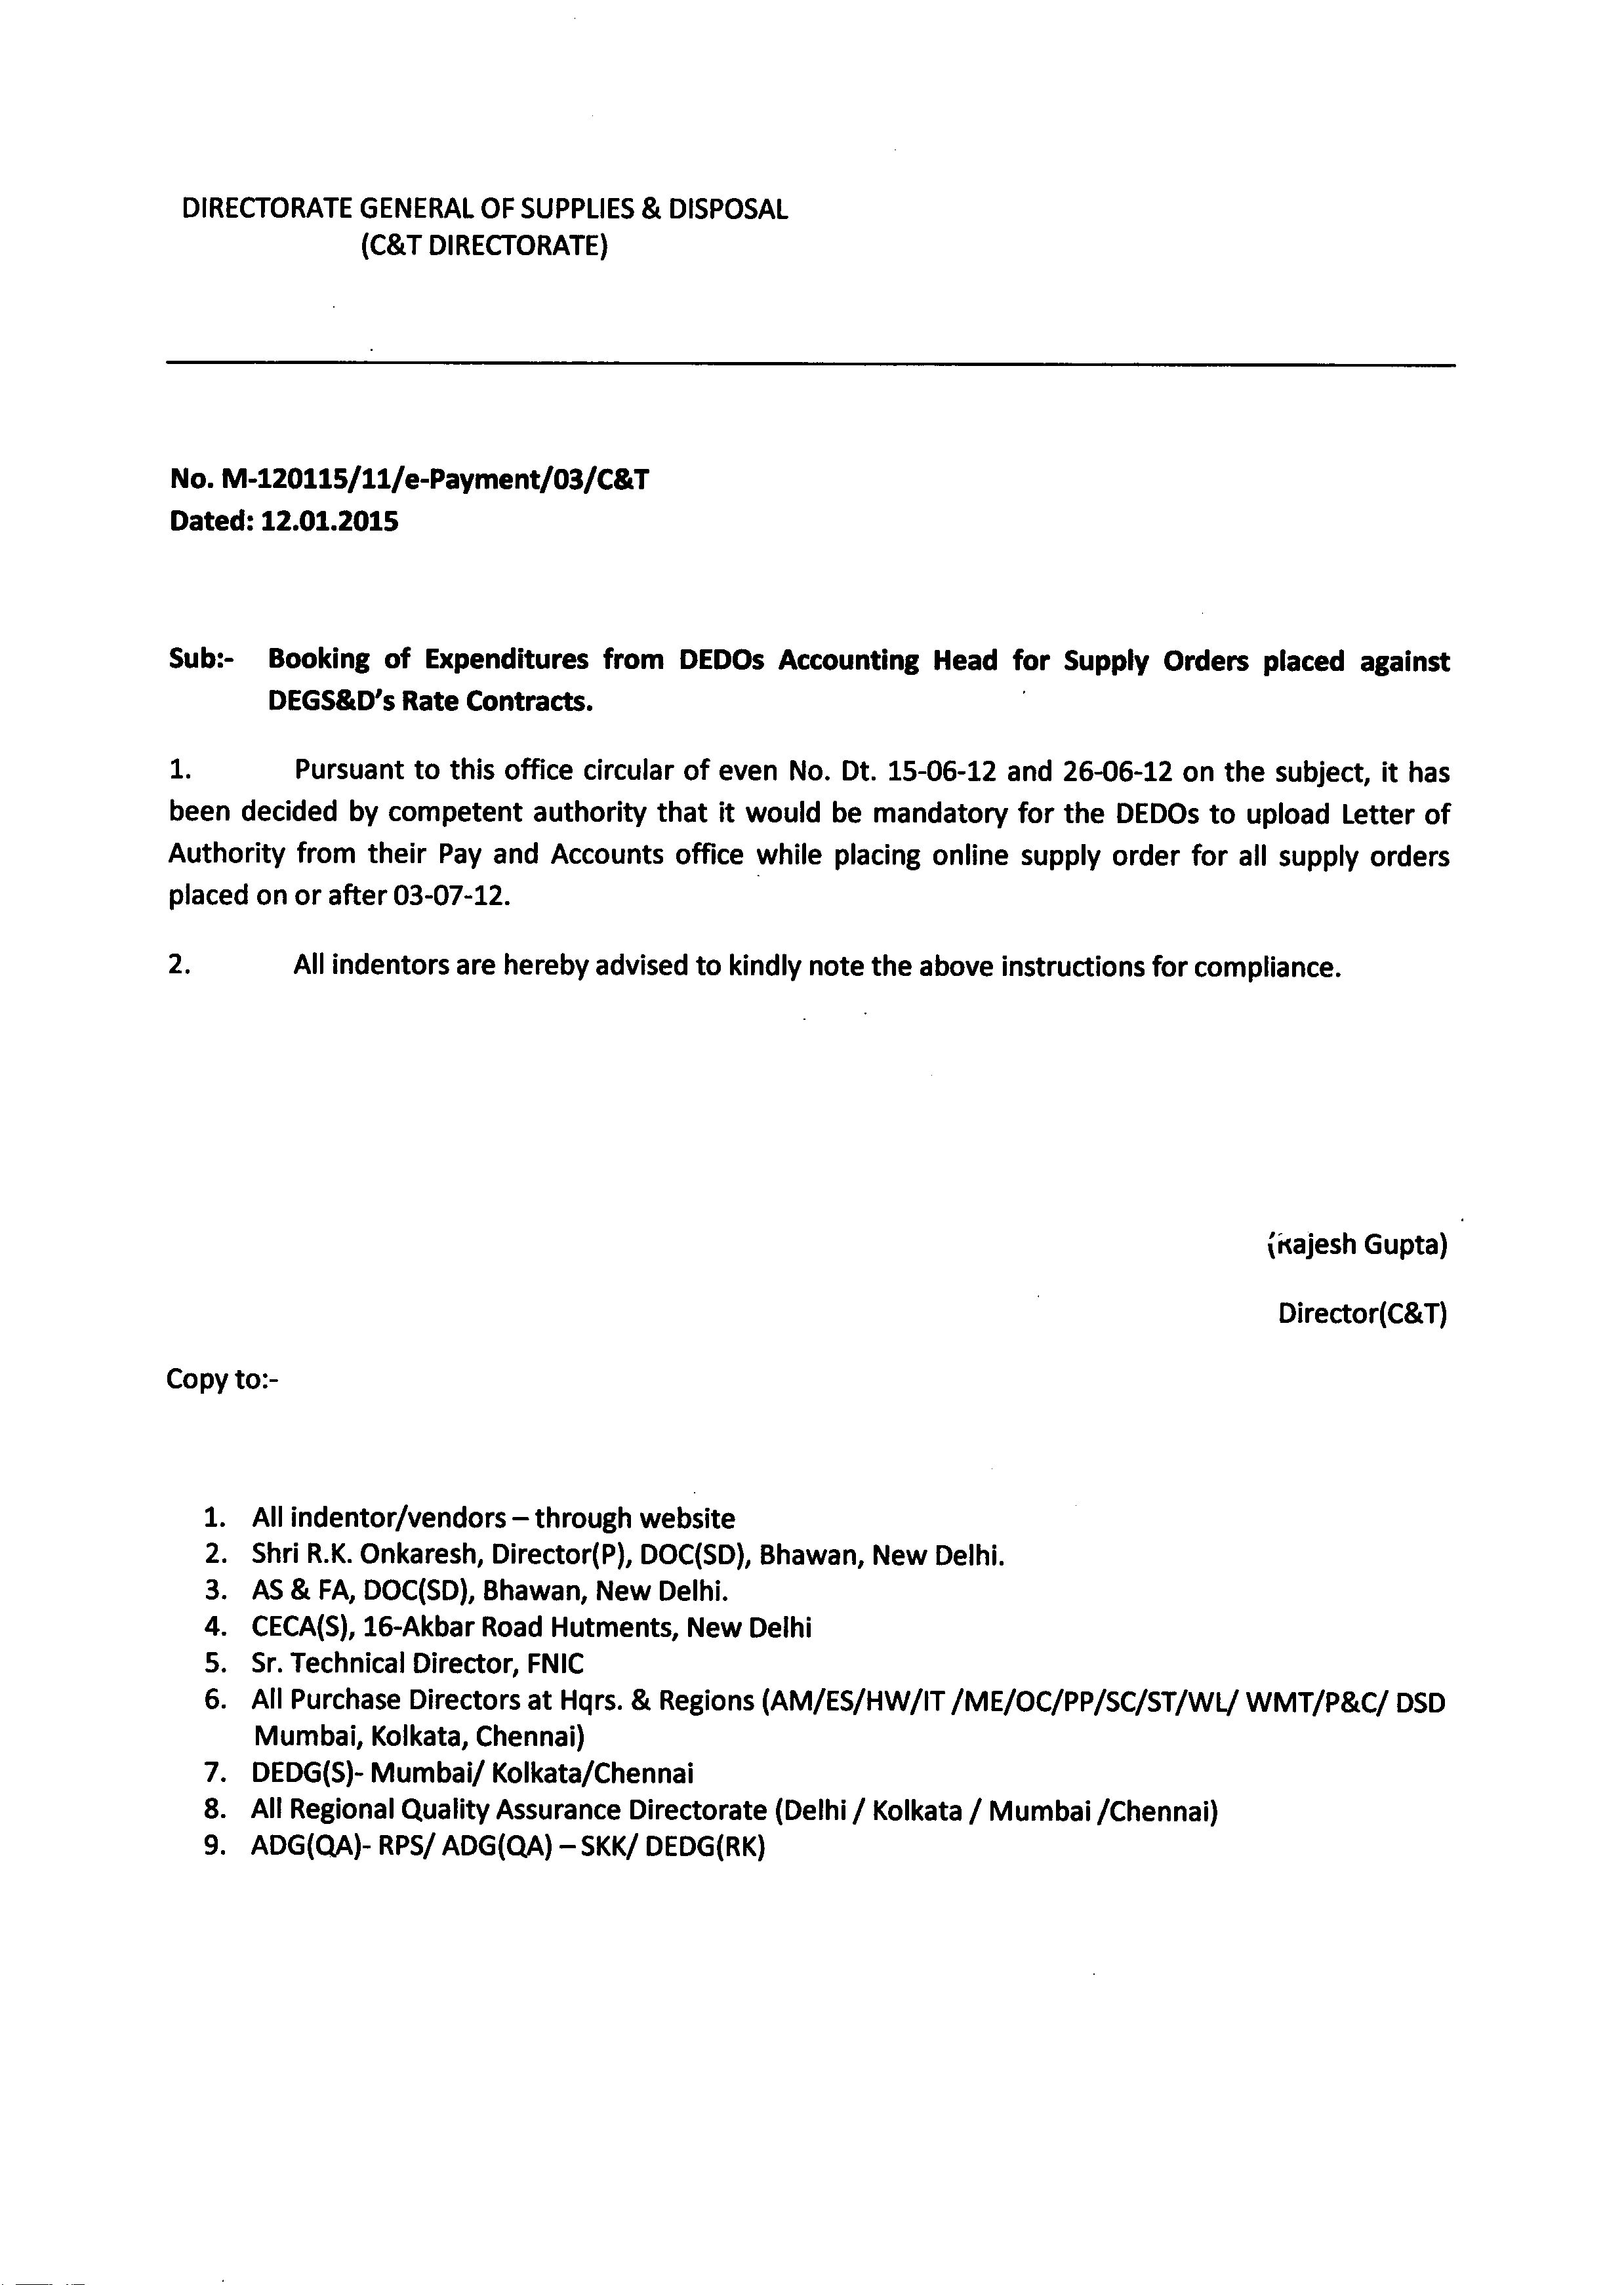 DIRECTORATE GENERAL OF SUPPLIES & DISPOSAL
(C&T DIRECTORATE)
No. M-120115/11/e-Payment/03/C&T
Dated: 12.01.2015
Sub:- Booking of Expenditures from DEDOs Accounting Head for Supply Orders placed against
DEGS&D's Rate Contracts.
1. Pursuant to this office circular of even No. Dt. 15-06-12 and 26-06-12 on the subject, it has
been decided by competent authority that it would be mandatory for the DEDOs to upload Letter of
Authority from their Pay and Accounts office while placing online supply order for all supply orders
placed on or after 03-07-12.
2. All indentors are hereby advised to kindly note the above instructions for compliance.
(Rajesh Gupta)
Director(C&T)
Copy to:-
1. All indentor/vendors – through website
2. Shri R.K. Onkaresh, Director(P), DOC(SD), Bhawan, New Delhi.
3. AS & FA, DOC(SD), Bhawan, New Delhi.
4. CECA(S), 16-Akbar Road Hutments, New Delhi
5. Sr. Technical Director, FNIC
6. All Purchase Directors at Hqrs. & Regions (AM/ES/HW/IT /ME/OC/PP/SC/ST/WL/ WMT/P&C/ DSD
Mumbai, Kolkata, Chennai)
7. DEDG(S)- Mumbai/ Kolkata/Chennai
8. All Regional Quality Assurance Directorate (Delhi / Kolkata / Mumbai /Chennai)
9. ADG(QA)- RPS/ ADG(QA) – SKK/ DEDG(RK)